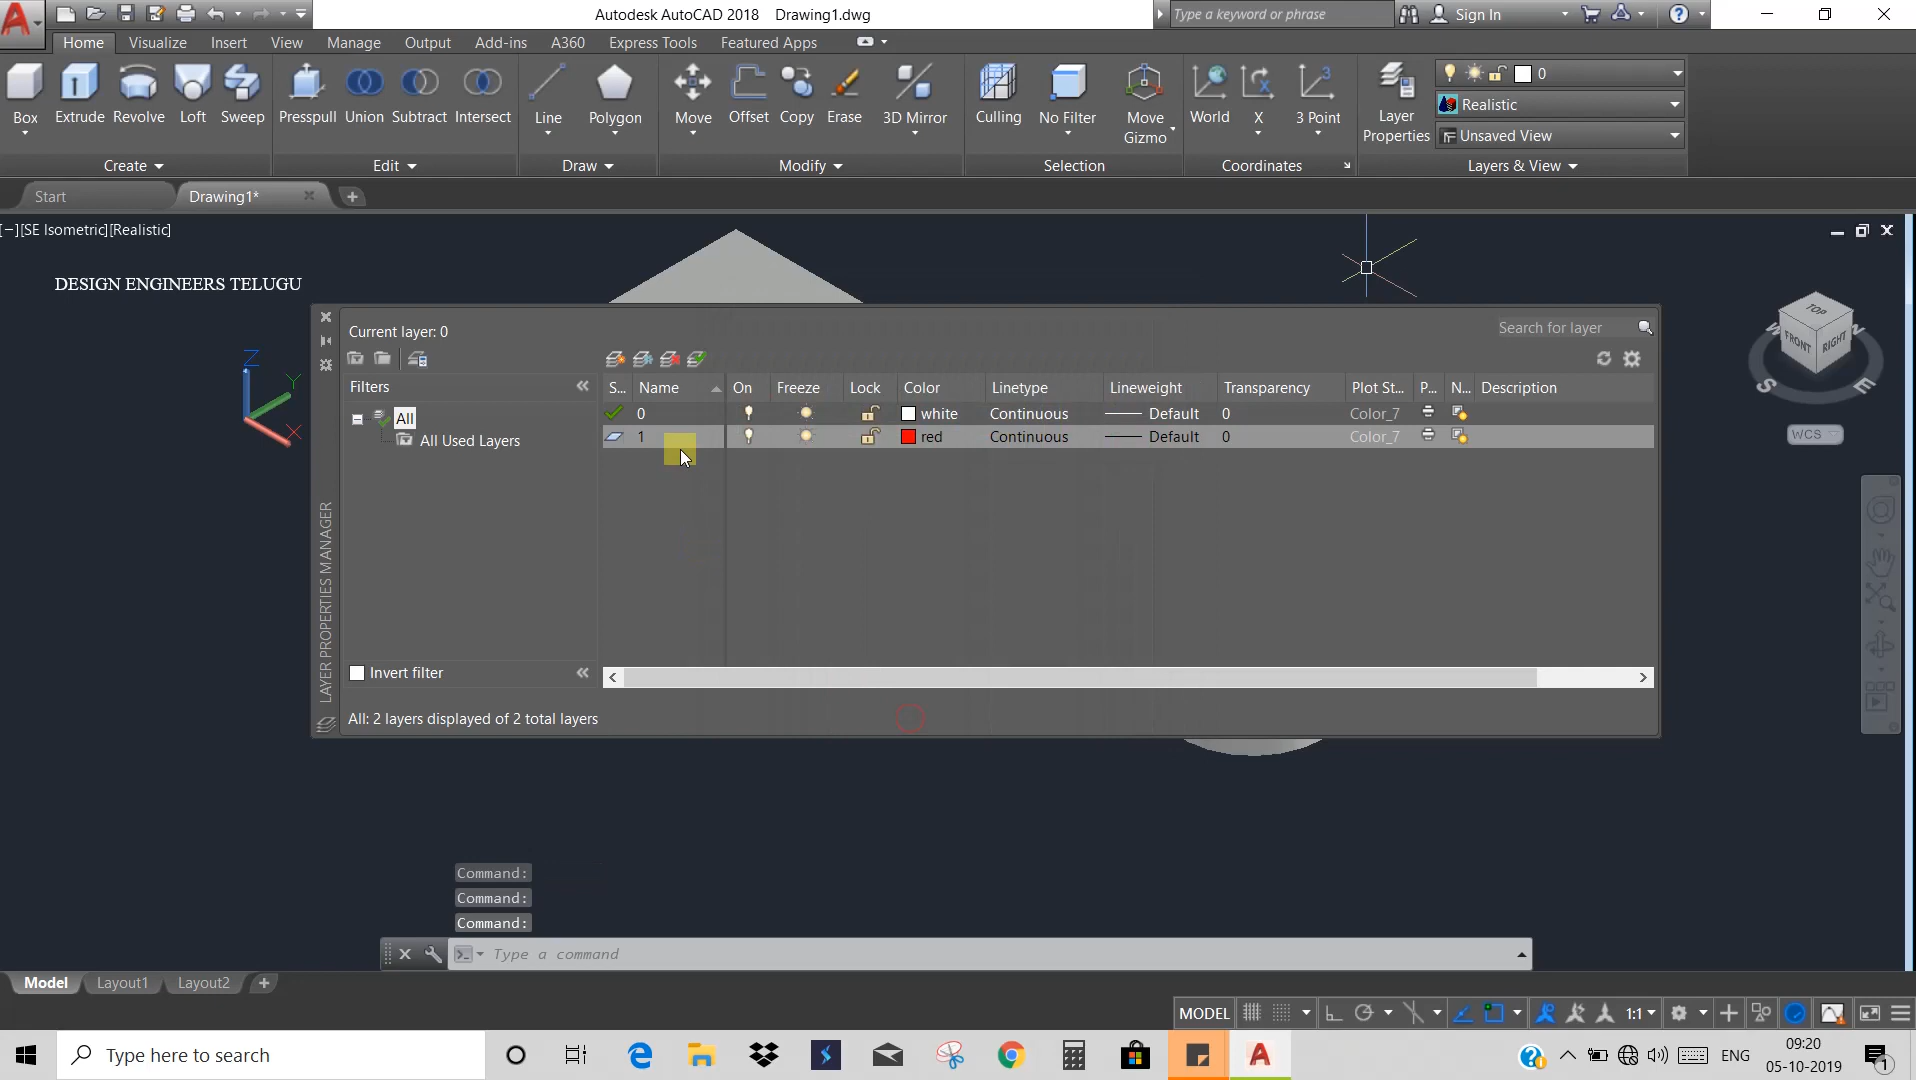 Autodesk AutoCAD 2018 Drawing1.dwg
Type a keyword or phrase
Sign In
Home Visualize Insert View Manage Output Add-ins A360 Express Tools Featured Apps
Box Extrude Revolve Loft Sweep Presspull Union Subtract Intersect Line Polygon Move Offset Copy Erase 3D Mirror Culling No Filter Move Gizmo World X 3 Point Layer Properties
0
Realistic
Unsaved View
Create Edit Draw Modify Selection Coordinates Layers & View
Start Drawing1*
[−][SE Isometric][Realistic]
DESIGN ENGINEERS TELUGU
Z
Y
X
TOP
FRONT
RIGHT
W
N
S
E
WCS
Current layer: 0
Search for layer
Filters
S... Name On Freeze Lock Color Linetype Lineweight Transparency Plot St... P... N... Description
All
All Used Layers
0 white Continuous Default 0 Color_7
1 red Continuous Default 0 Color_7
LAYER PROPERTIES MANAGER
Invert filter
All: 2 layers displayed of 2 total layers
Command:
Command:
Command:
Type a command
Model Layout1 Layout2
MODEL 1:1
Type here to search
ENG
09:20
05-10-2019
1